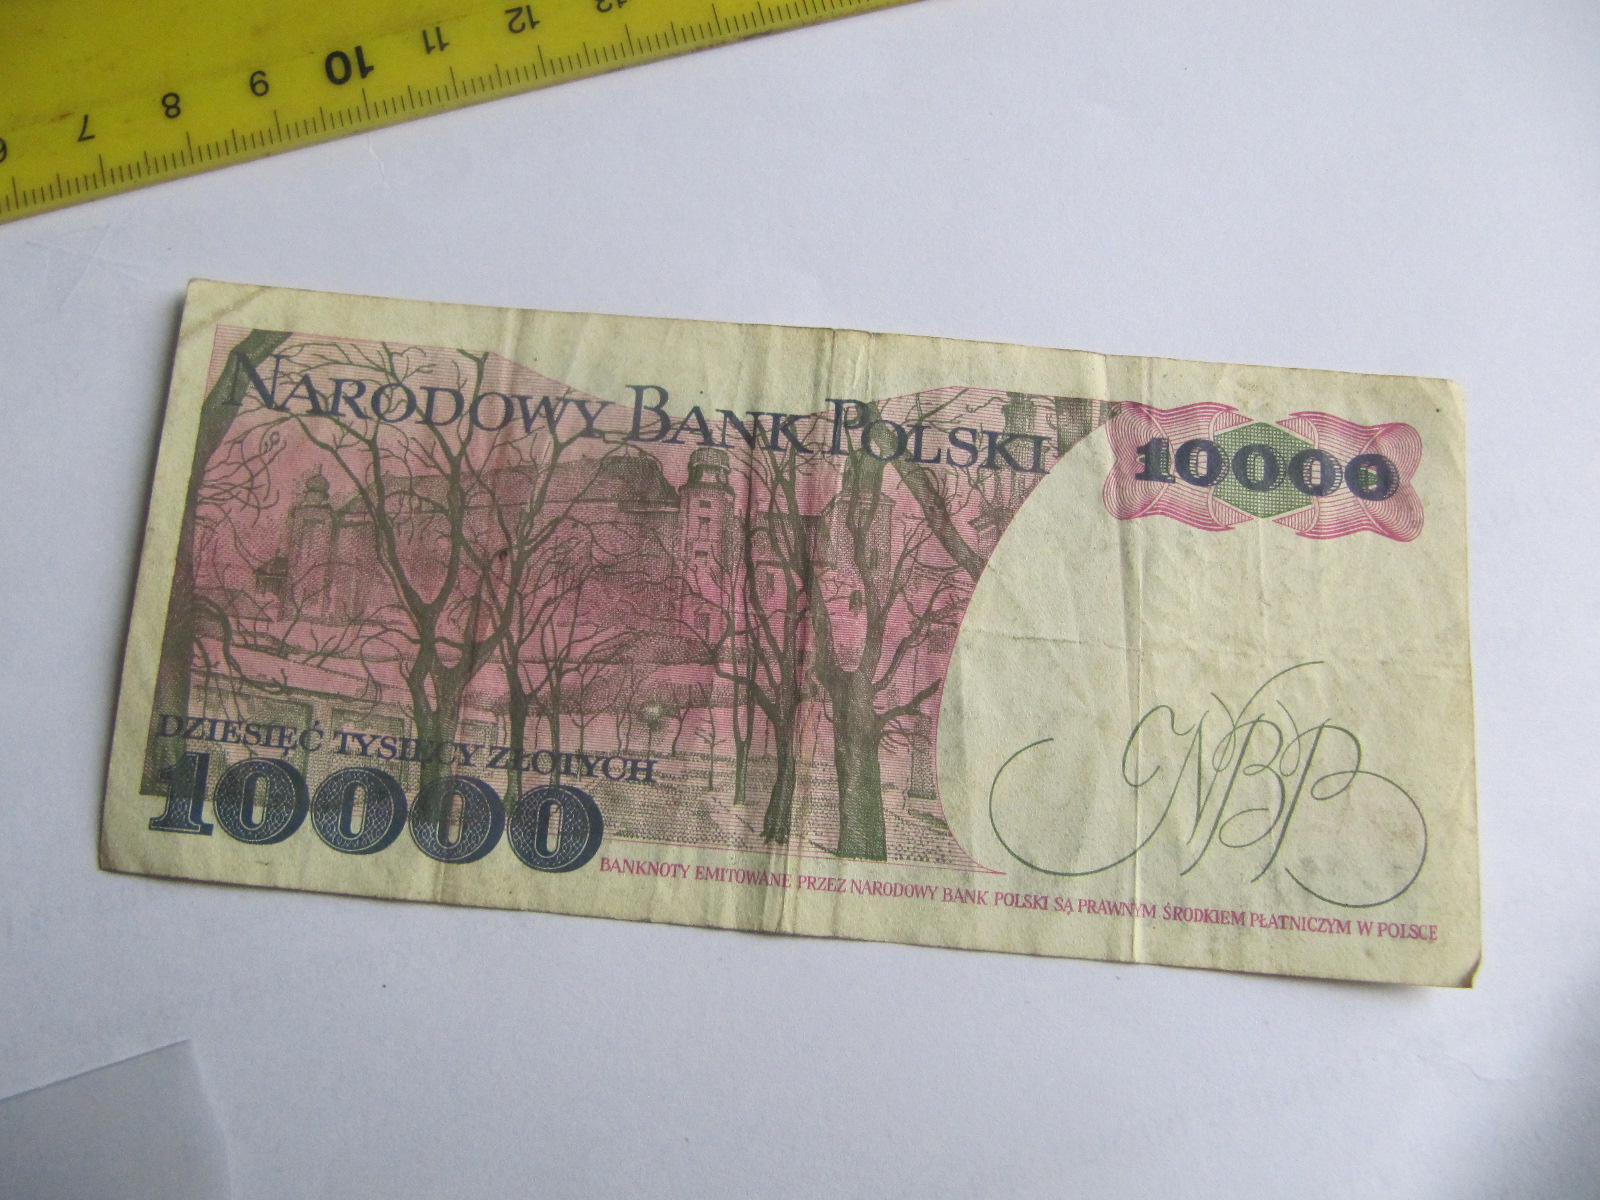 6 7 8 9 10 11 12 13
NARODOWY BANK POLSKI
10000
DZIESIĘĆ TYSIĘCY ZŁOTYCH
10000
NBP
BANKNOTY EMITOWANE PRZEZ NARODOWY BANK POLSKI SĄ PRAWNYM ŚRODKIEM PŁATNICZYM W POLSCE